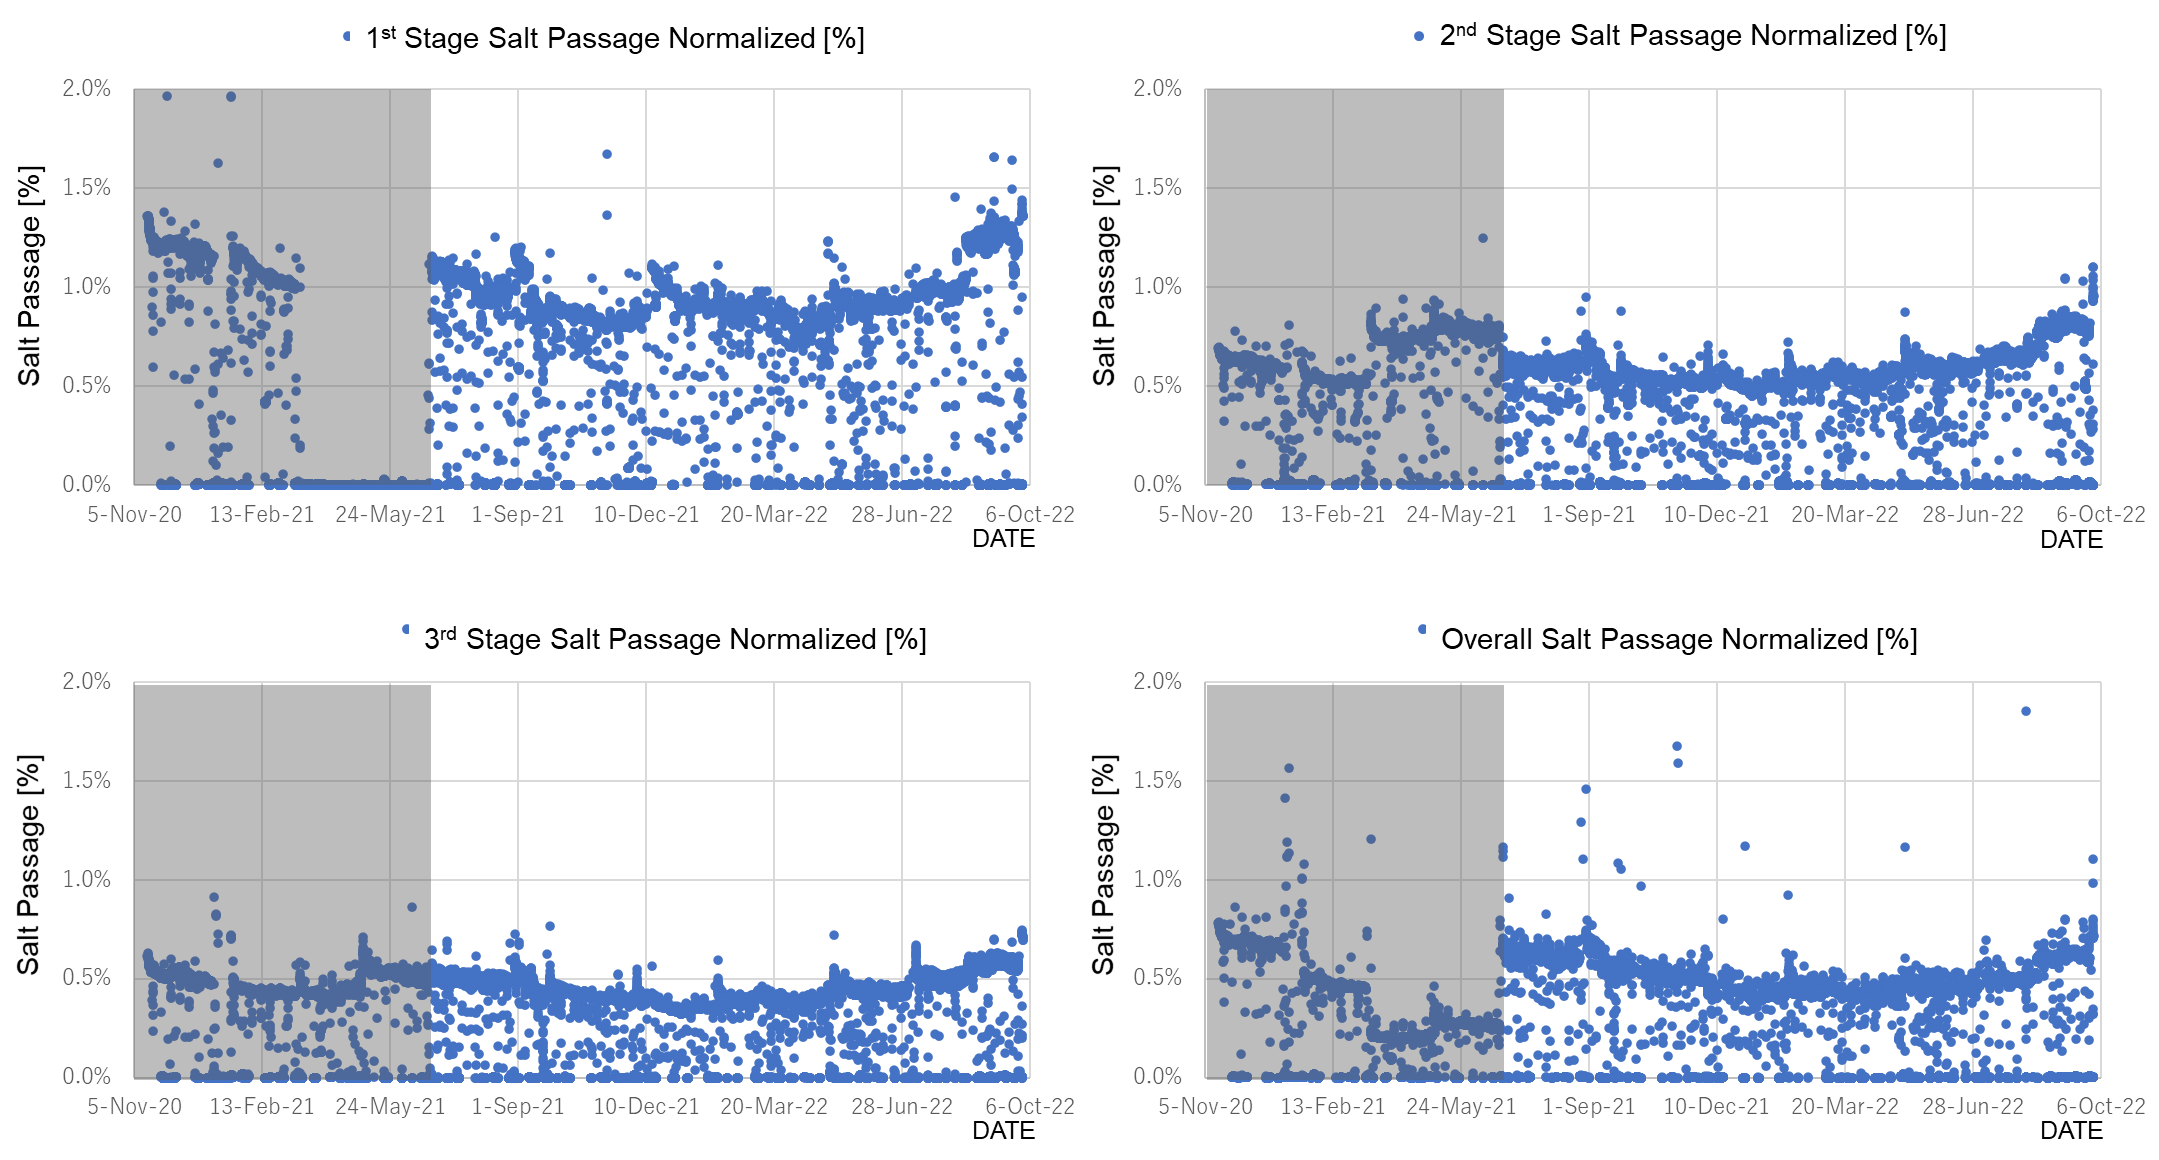 1st Stage Salt Passage Normalized [%]
Salt Passage [%]
2.0%
1.5%
1.0%
0.5%
0.0%
5-Nov-20 13-Feb-21 24-May-21 1-Sep-21 10-Dec-21 20-Mar-22 28-Jun-22 6-Oct-22
DATE
2nd Stage Salt Passage Normalized [%]
Salt Passage [%]
2.0%
1.5%
1.0%
0.5%
0.0%
5-Nov-20 13-Feb-21 24-May-21 1-Sep-21 10-Dec-21 20-Mar-22 28-Jun-22 6-Oct-22
DATE
3rd Stage Salt Passage Normalized [%]
Salt Passage [%]
2.0%
1.5%
1.0%
0.5%
0.0%
5-Nov-20 13-Feb-21 24-May-21 1-Sep-21 10-Dec-21 20-Mar-22 28-Jun-22 6-Oct-22
DATE
Overall Salt Passage Normalized [%]
Salt Passage [%]
2.0%
1.5%
1.0%
0.5%
0.0%
5-Nov-20 13-Feb-21 24-May-21 1-Sep-21 10-Dec-21 20-Mar-22 28-Jun-22 6-Oct-22
DATE